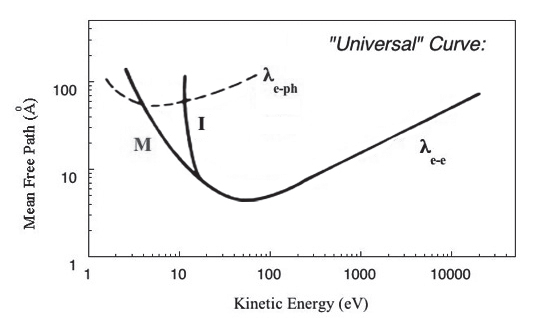 "Universal" Curve:
λe-ph
100
I
M
λe-e
10
1
1 10 100 1000 10000
Mean Free Path (Å)
Kinetic Energy (eV)